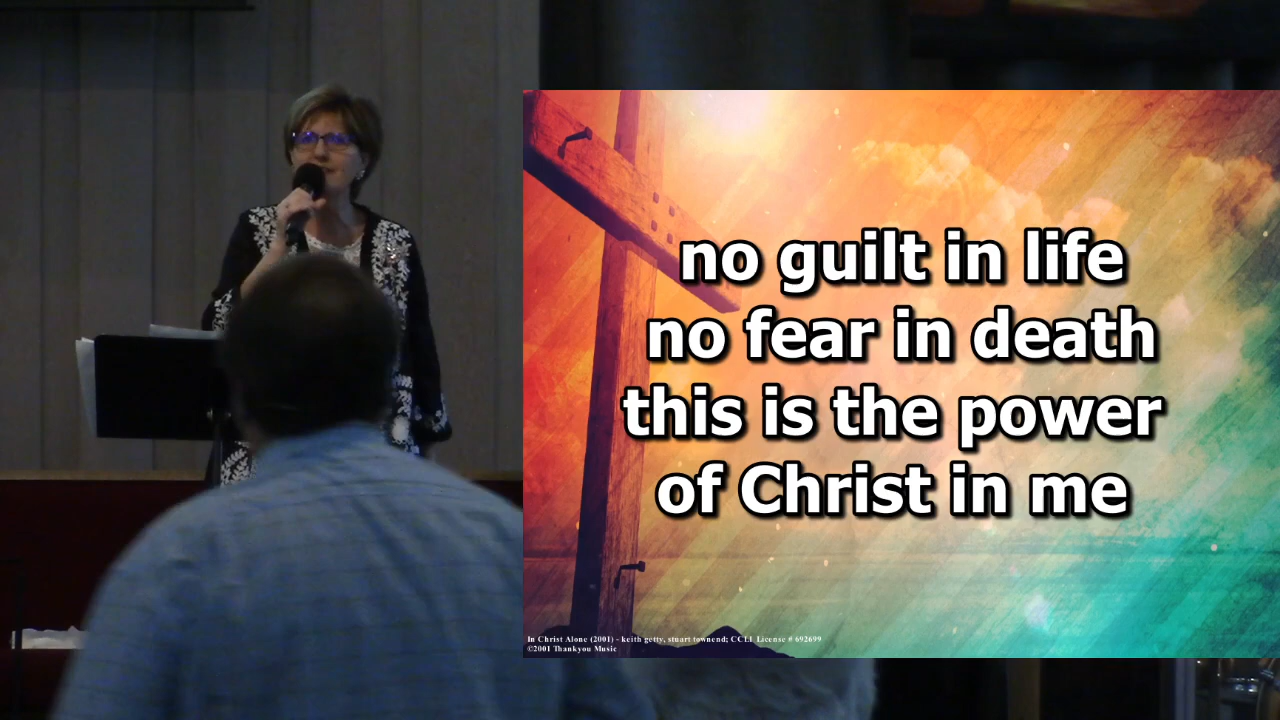 no guilt in life
no fear in death
this is the power
of Christ in me
In Christ Alone (2001) - keith getty, stuart townend; CCLI License # 692699
©2001 Thankyou Music